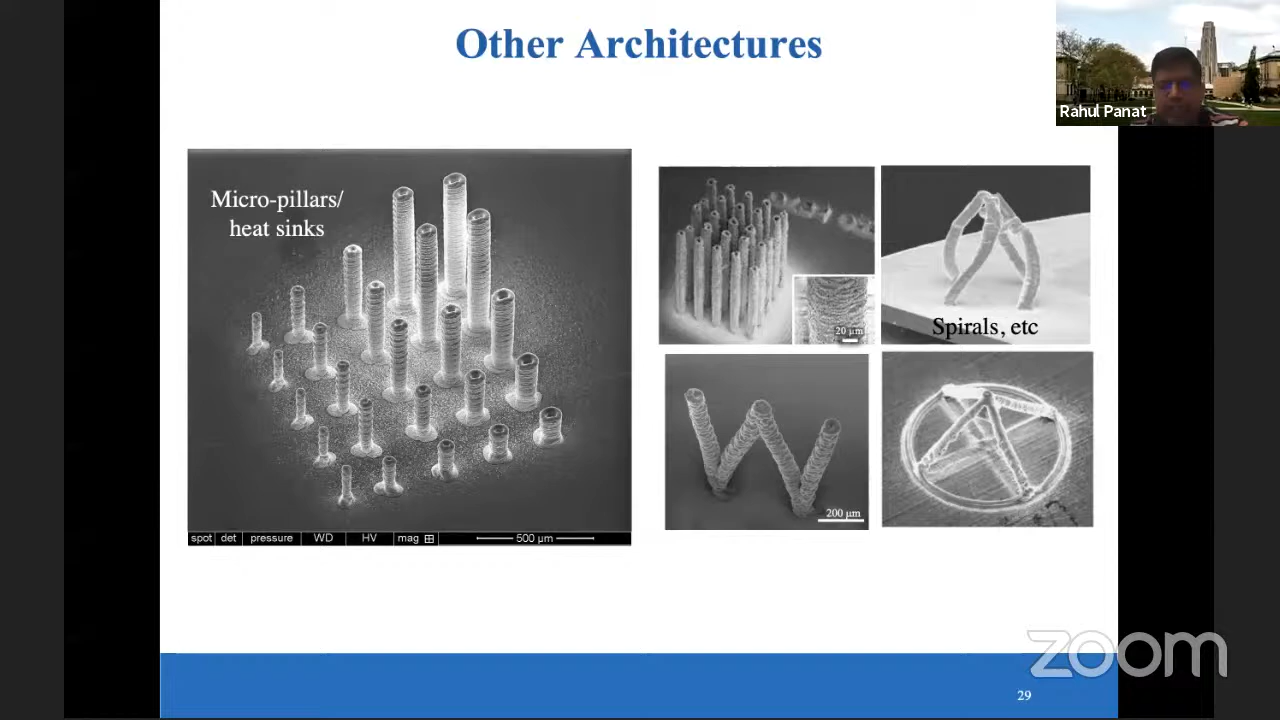 Other Architectures
Rahul Panat
Micro-pillars/
heat sinks
20 μm
Spirals, etc
200 μm
spot det pressure WD HV mag 500 μm
zoom
29